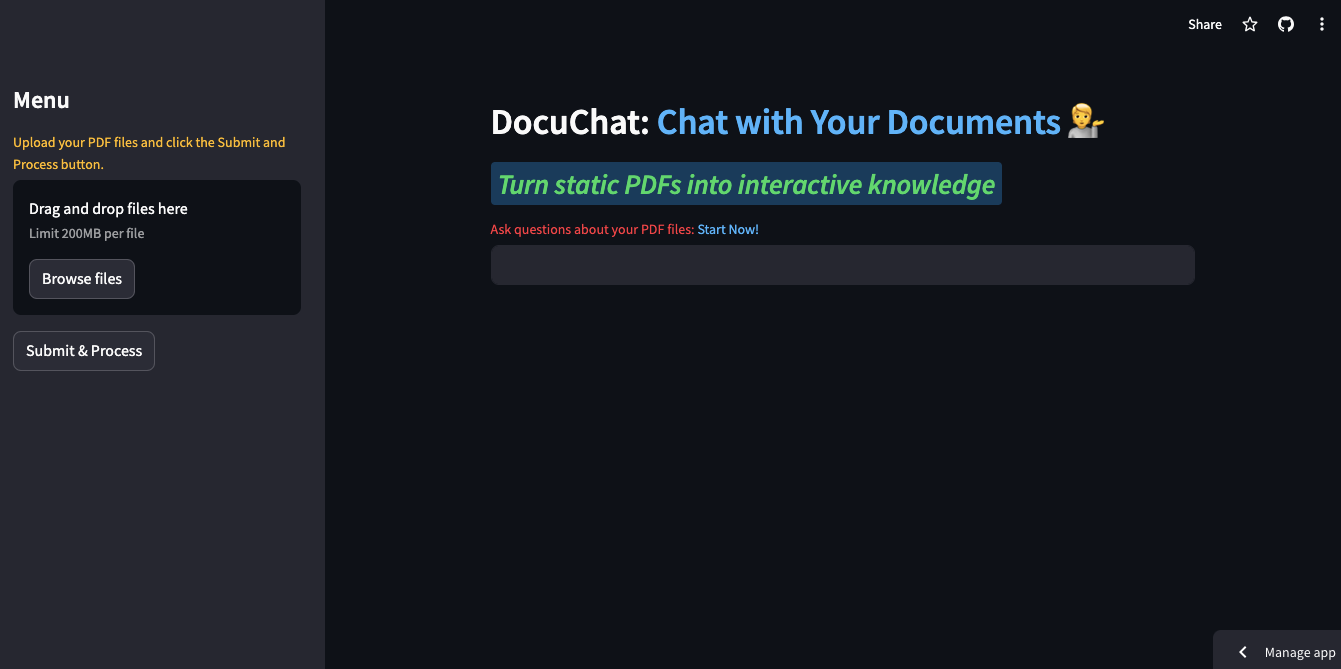 Share
Menu
Upload your PDF files and click the Submit and
Process button.
Drag and drop files here
Limit 200MB per file
Browse files
Submit & Process
DocuChat: Chat with Your Documents 💁
Turn static PDFs into interactive knowledge
Ask questions about your PDF files: Start Now!
Manage app